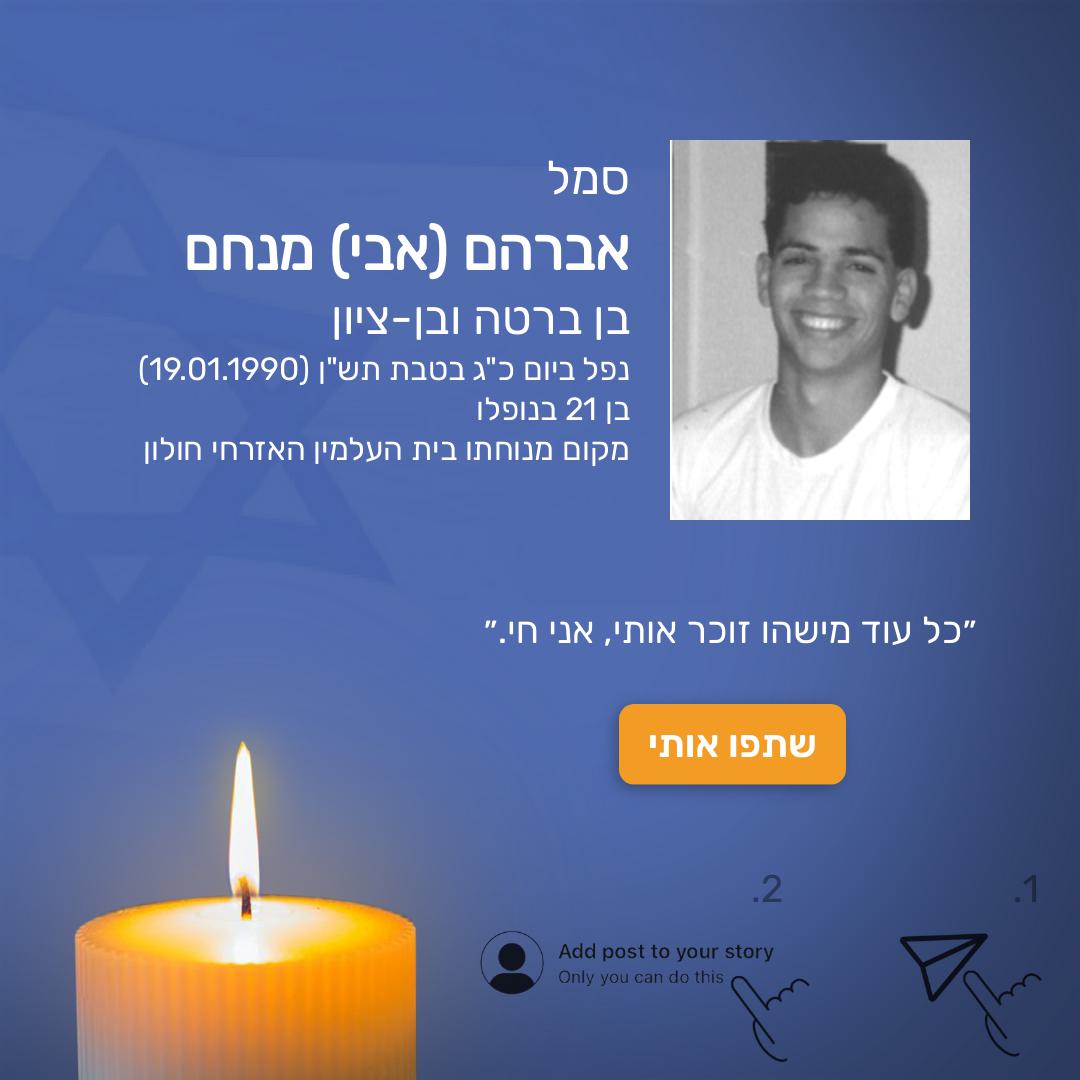 סמל
אברהם (אבי) מנחם
בן ברטה ובן-ציון
נפל ביום כ"ג בטבת תש"ן (19.01.1990)
בן 21 בנופלו
מקום מנוחתו בית העלמין האזרחי חולון
״כל עוד מישהו זוכר אותי, אני חי.״
שתפו אותי
.1
.2
Add post to your story
Only you can do this